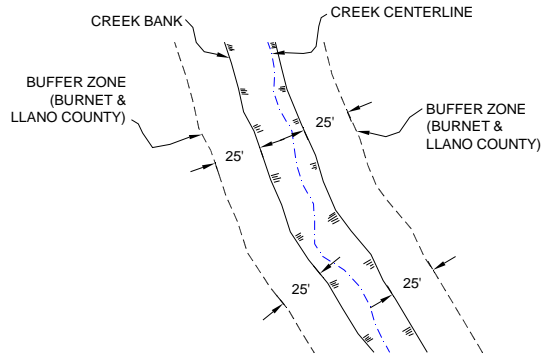 CREEK CENTERLINE
CREEK BANK
BUFFER ZONE
(BURNET &
LLANO COUNTY)
BUFFER ZONE
(BURNET &
LLANO COUNTY)
25'
25'
25'
25'